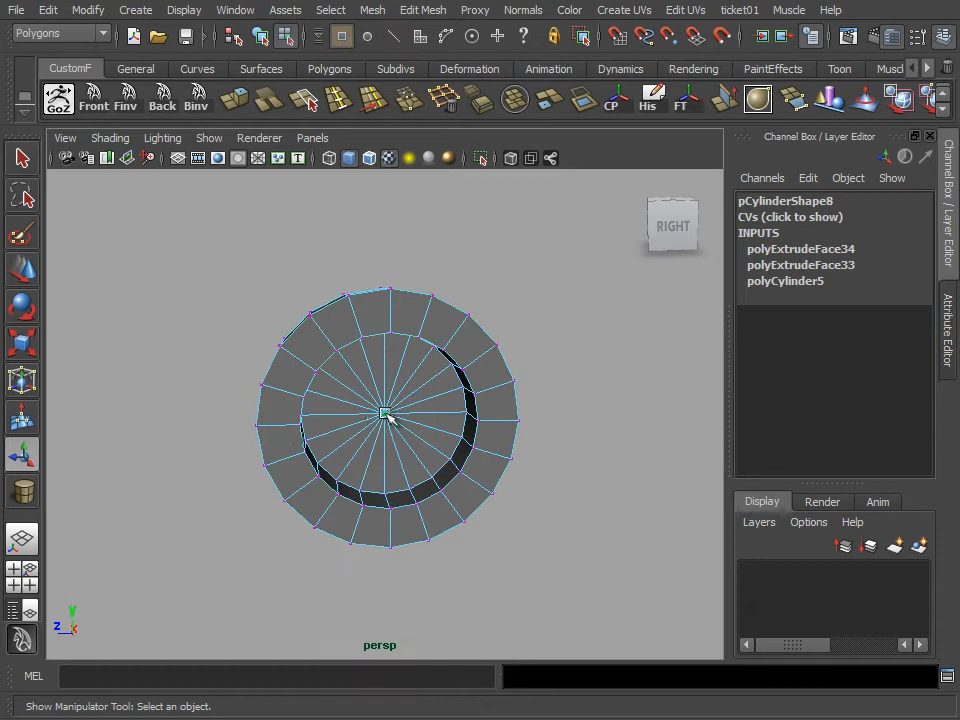 File Edit Modify Create Display Window Assets Select Mesh Edit Mesh Proxy Normals Color Create UVs Edit UVs ticket01 Muscle Help
Polygons
CustomF General Curves Surfaces Polygons Subdivs Deformation Animation Dynamics Rendering PaintEffects Toon Muscl
GoZ Front Finv Back Binv CP His FT
View Shading Lighting Show Renderer Panels
Channel Box / Layer Editor
Channels Edit Object Show
pCylinderShape8
CVs (click to show)
INPUTS
polyExtrudeFace34
polyExtrudeFace33
polyCylinder5
RIGHT
Channel Box / Layer Editor
Attribute Editor
Display Render Anim
Layers Options Help
y
z x
persp
MEL
Show Manipulator Tool: Select an object.